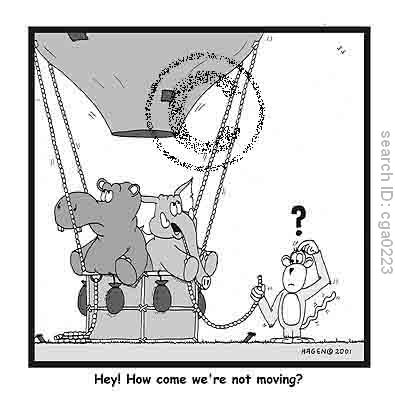 ?
HAGEN © 2001
Hey! How come we're not moving?
search ID: cga0223